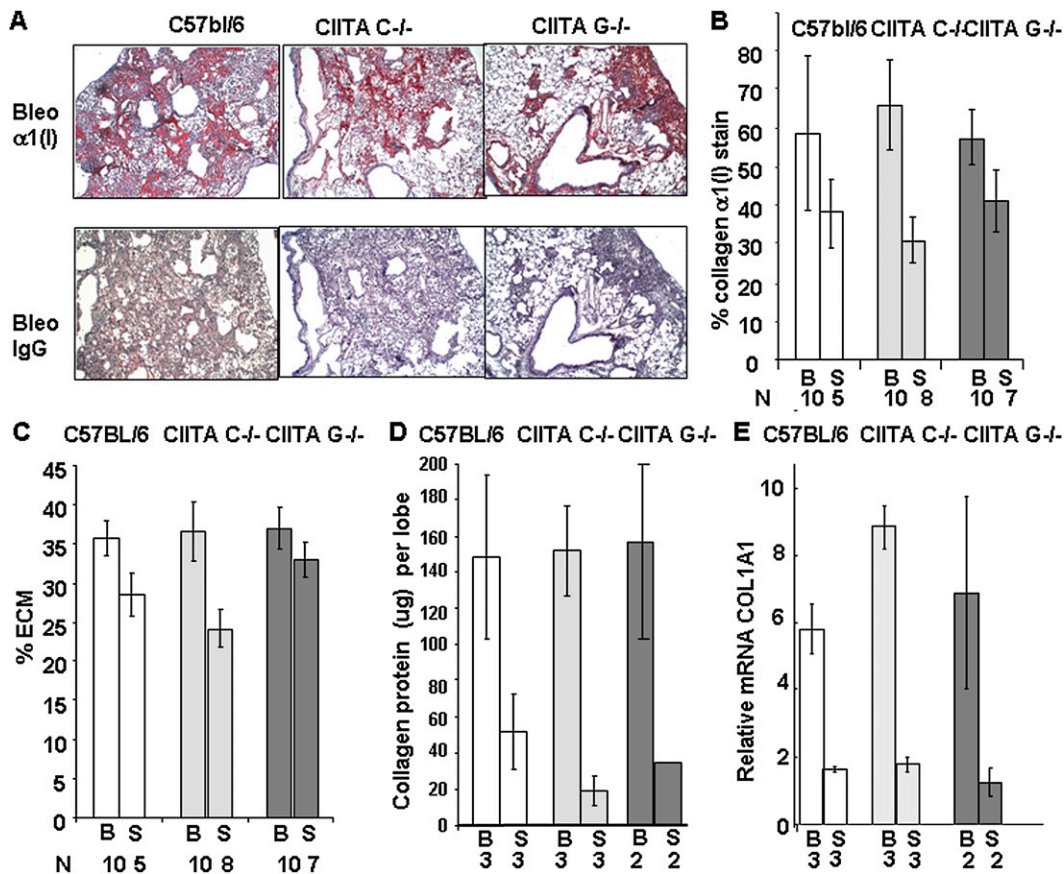 A
C57bl/6 CIITA C-/- CIITA G-/-
Bleo
α1(I)
Bleo
IgG
B
C57bl/6 CIITA C-/-CIITA G-/-
% collagen α1(I) stain
80
70
60
50
40
30
20
10
0
B S B S B S
N 10 5 10 8 10 7
C
C57BL/6 CIITA C-/- CIITA G-/-
% ECM
45
40
35
30
25
20
15
10
5
0
B S B S B S
N 10 5 10 8 10 7
D
C57BL/6 CIITA C-/- CIITA G-/-
Collagen protein (ug) per lobe
200
180
160
140
120
100
80
60
40
20
0
B S B S B S
3 3 3 3 2 2
E
C57BL/6 CIITA C-/- CIITA G-/-
Relative mRNA COL1A1
10
8
6
4
2
0
B S B S B S
3 3 3 3 2 2